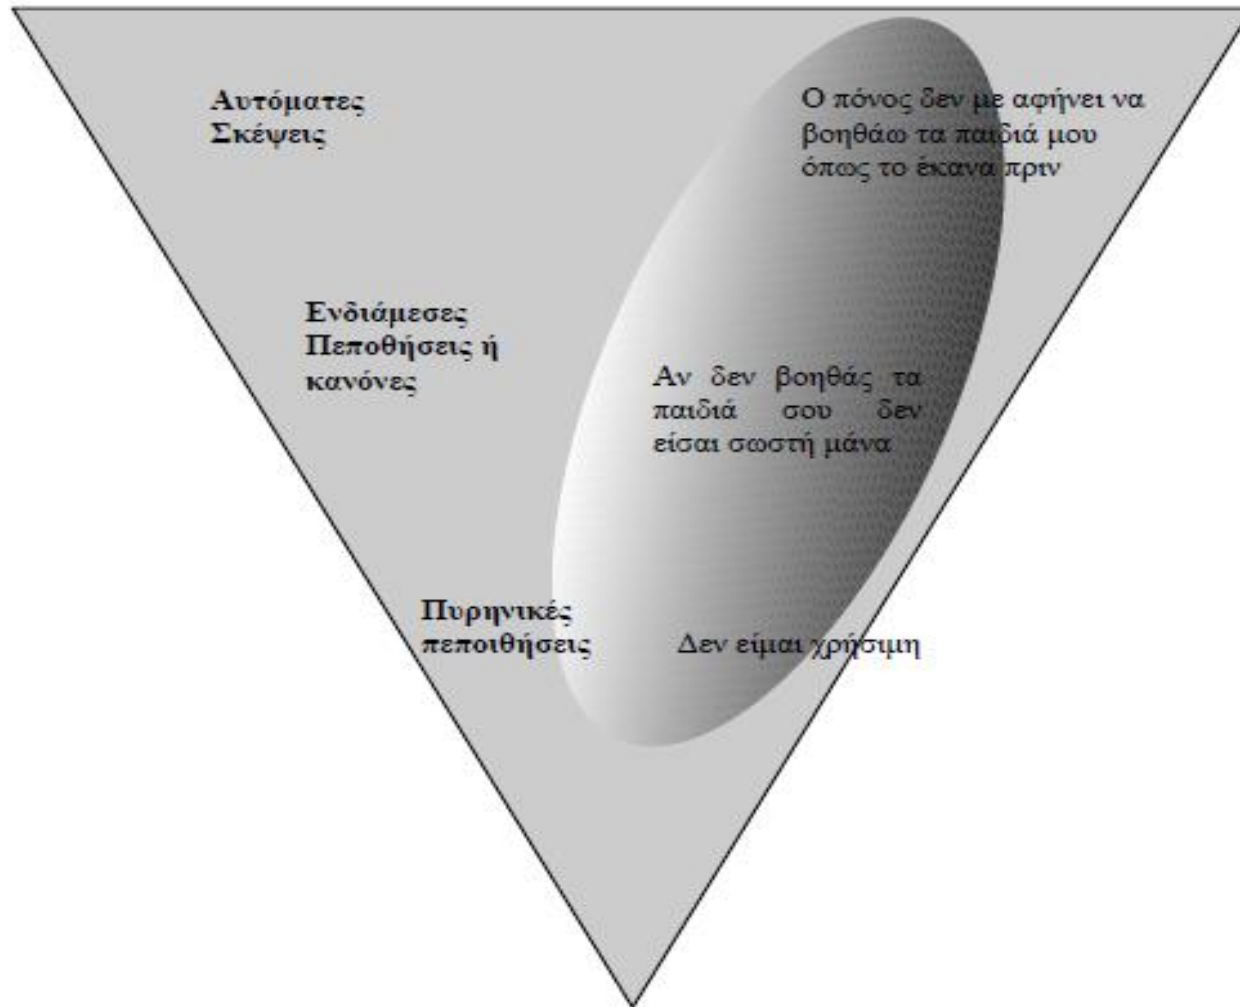 Αυτόματες
Σκέψεις
Ο πόνος δεν με αφήνει να
βοηθάω τα παιδιά μου
όπως το έκανα πριν
Ενδιάμεσες
Πεποθήσεις ή
κανόνες
Αν δεν βοηθάς τα
παιδιά σου δεν
είσαι σωστή μάνα
Πυρηνικές
πεποιθήσεις
Δεν είμαι χρήσιμη